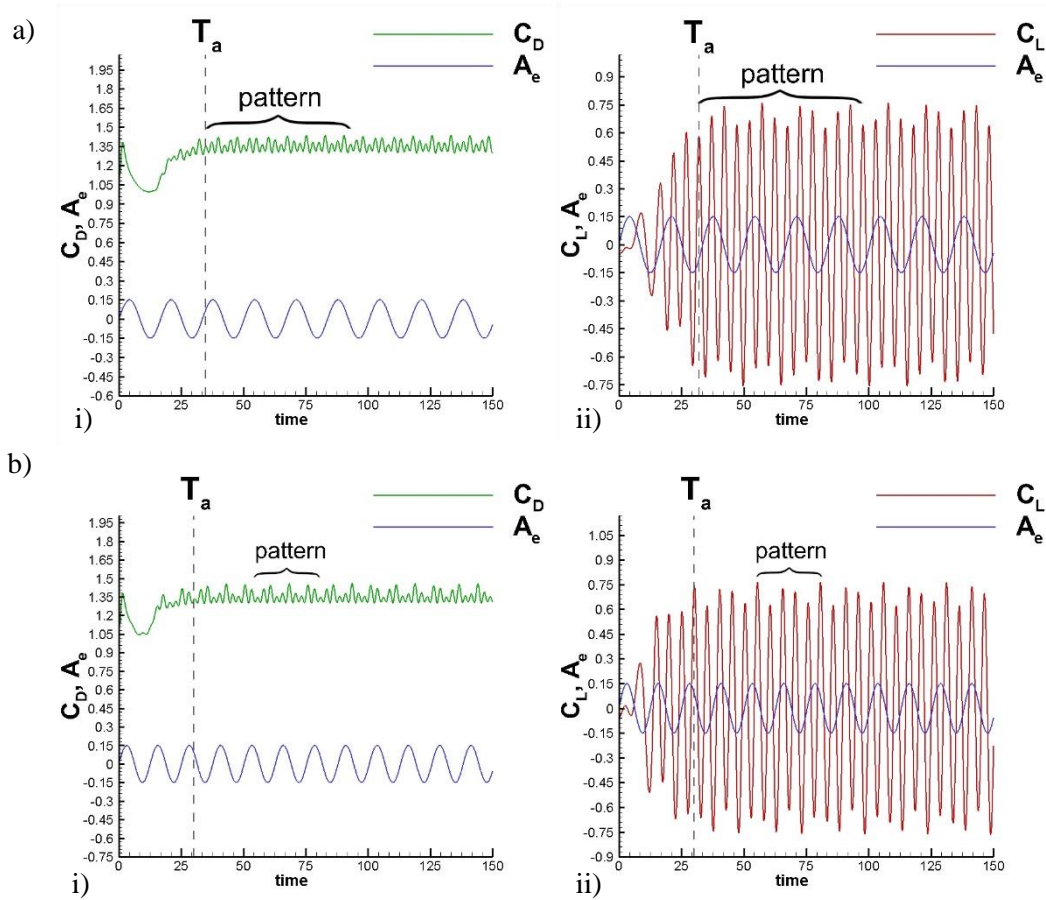 a)
T_a
C_D
A_e
pattern
C_D, A_e
1.95
1.8
1.65
1.5
1.35
1.2
1.05
0.9
0.75
0.6
0.45
0.3
0.15
0
-0.15
-0.3
-0.45
-0.6
0 25 50 75 100 125 150
time
i)
T_a
C_L
A_e
pattern
C_L, A_e
0.9
0.75
0.6
0.45
0.3
0.15
0
-0.15
-0.3
-0.45
-0.6
-0.75
0 25 50 75 100 125 150
time
ii)
b)
T_a
C_D
A_e
pattern
C_D, A_e
1.95
1.8
1.65
1.5
1.35
1.2
1.05
0.9
0.75
0.6
0.45
0.3
0.15
0
-0.15
-0.3
-0.45
-0.6
-0.75
0 25 50 75 100 125 150
time
i)
T_a
C_L
A_e
pattern
C_L, A_e
1.05
0.9
0.75
0.6
0.45
0.3
0.15
0
-0.15
-0.3
-0.45
-0.6
-0.75
-0.9
0 25 50 75 100 125 150
time
ii)